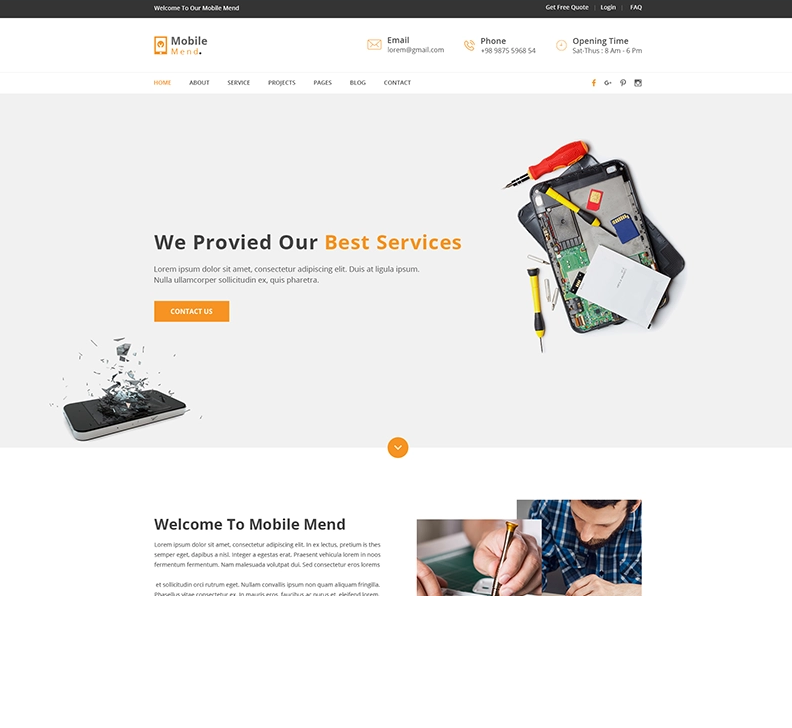 Welcome To Our Mobile Mend
Get Free Quote | Login | FAQ
Mobile
Mend.
Email
lorem@gmail.com
Phone
+98 9875 5968 54
Opening Time
Sat-Thus : 8 Am - 6 Pm
HOME ABOUT SERVICE PROJECTS PAGES BLOG CONTACT
We Provied Our Best Services
Lorem ipsum dolor sit amet, consectetur adipiscing elit. Duis at ligula ipsum.
Nulla ullamcorper sollicitudin ex, quis pharetra.
CONTACT US
Welcome To Mobile Mend
Lorem ipsum dolor sit amet, consectetur adipiscing elit. In ex lectus, pretium is thes
semper eget, dapibus a nisl. Integer a egestas erat. Praesent vehicula lorem in noos
fermentum fermentum. Nam malesuada volutpat dui. Sed consectetur eros lorems
et sollicitudin orci rutrum eget. Nullam convallis ipsum non quam aliquam fringilla.
Phasellus vitae consectetur ex. In mauris eros, faucibus ac purus et, eleifend lorem